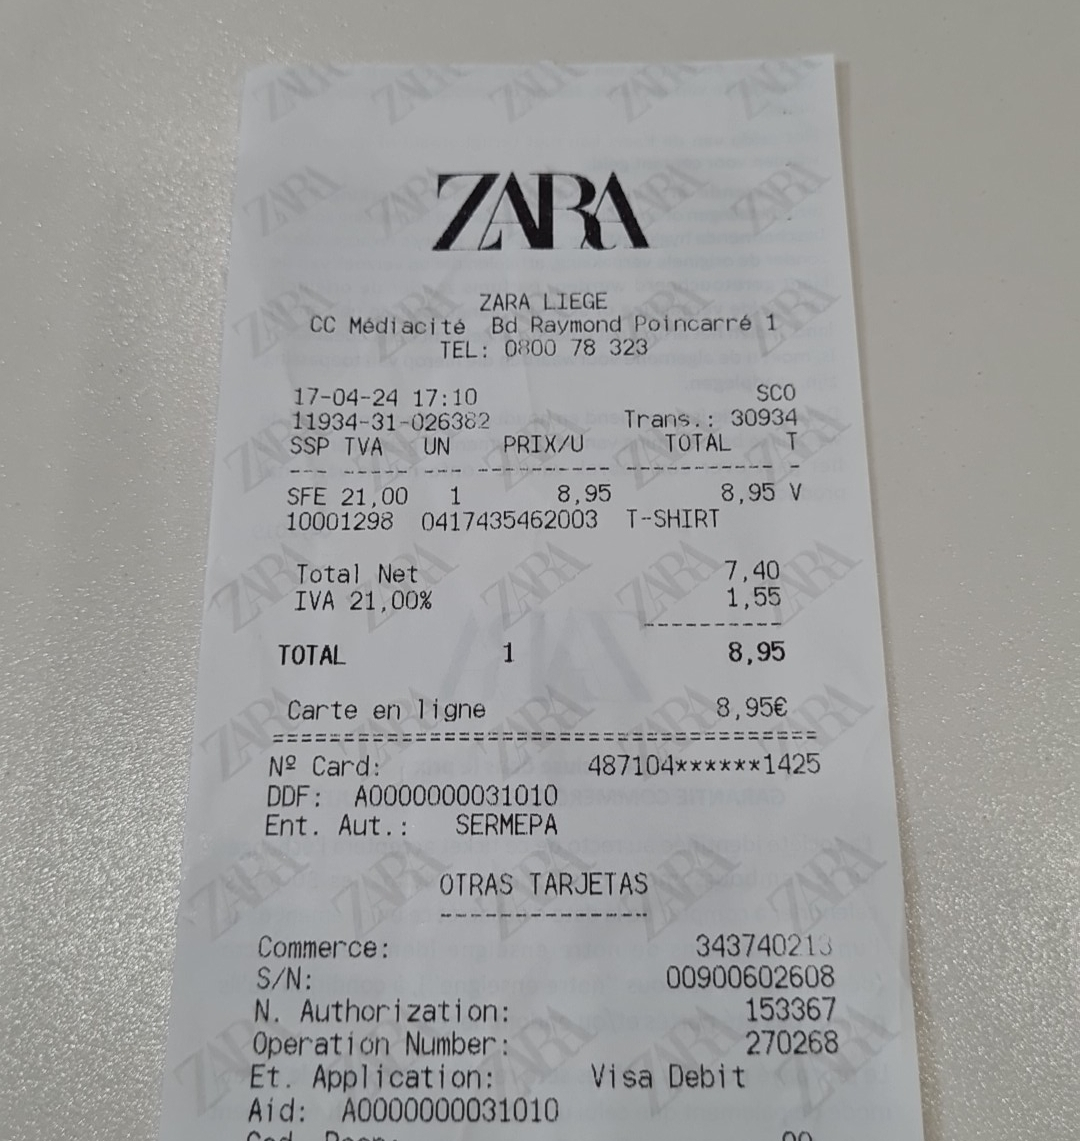 ZARA
ZARA LIEGE
CC Médiacité Bd Raymond Poincarré 1
TEL: 0800 78 323
17-04-24 17:10 SCO
11934-31-026382 Trans.: 30934
SSP TVA UN PRIX/U TOTAL T
--- ----- --- ---------- ----------- -
SFE 21,00 1 8,95 8,95 V
10001298 0417435462003 T-SHIRT
Total Net 7,40
IVA 21,00% 1,55
----------
TOTAL 1 8,95
Carte en ligne 8,95€
==========================================
Nº Card: 487104******1425
DDF: A0000000031010
Ent. Aut.: SERMEPA
OTRAS TARJETAS
--------------
Commerce: 343740213
S/N: 00900602608
N. Authorization: 153367
Operation Number: 270268
Et. Application: Visa Debit
Aid: A0000000031010